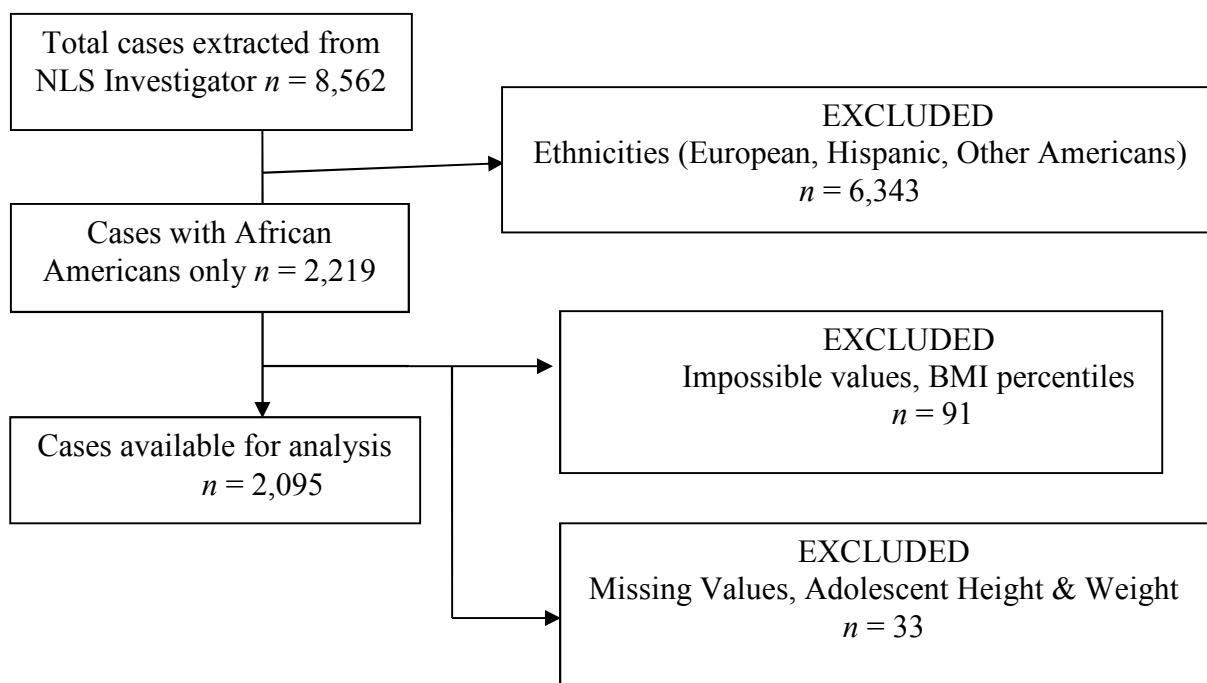 Total cases extracted from
NLS Investigator n = 8,562
EXCLUDED
Ethnicities (European, Hispanic, Other Americans)
n = 6,343
Cases with African
Americans only n = 2,219
EXCLUDED
Impossible values, BMI percentiles
n = 91
Cases available for analysis
n = 2,095
EXCLUDED
Missing Values, Adolescent Height & Weight
n = 33